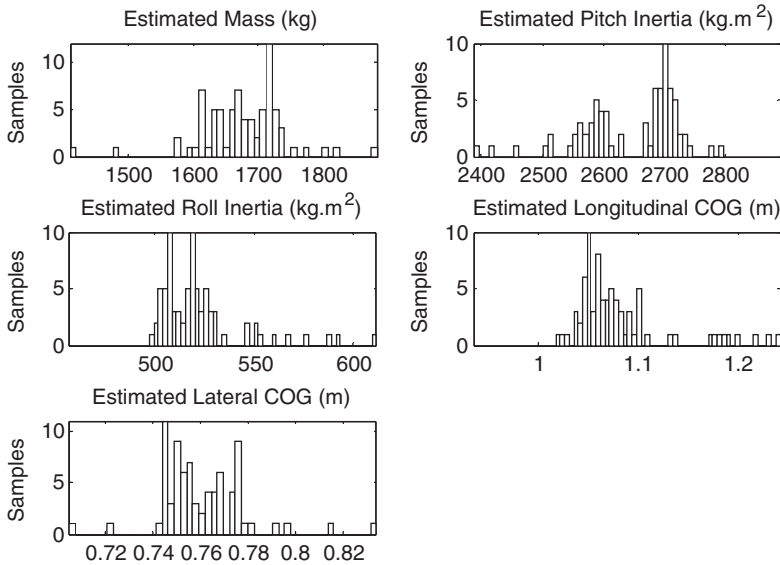 Estimated Mass (kg)
Samples
10
5
0
1500 1600 1700 1800
Estimated Pitch Inertia (kg.m²)
Samples
10
5
0
2400 2500 2600 2700 2800
Estimated Roll Inertia (kg.m²)
Samples
10
5
0
500 550 600
Estimated Longitudinal COG (m)
Samples
10
5
0
1 1.1 1.2
Estimated Lateral COG (m)
Samples
10
5
0
0.72 0.74 0.76 0.78 0.8 0.82